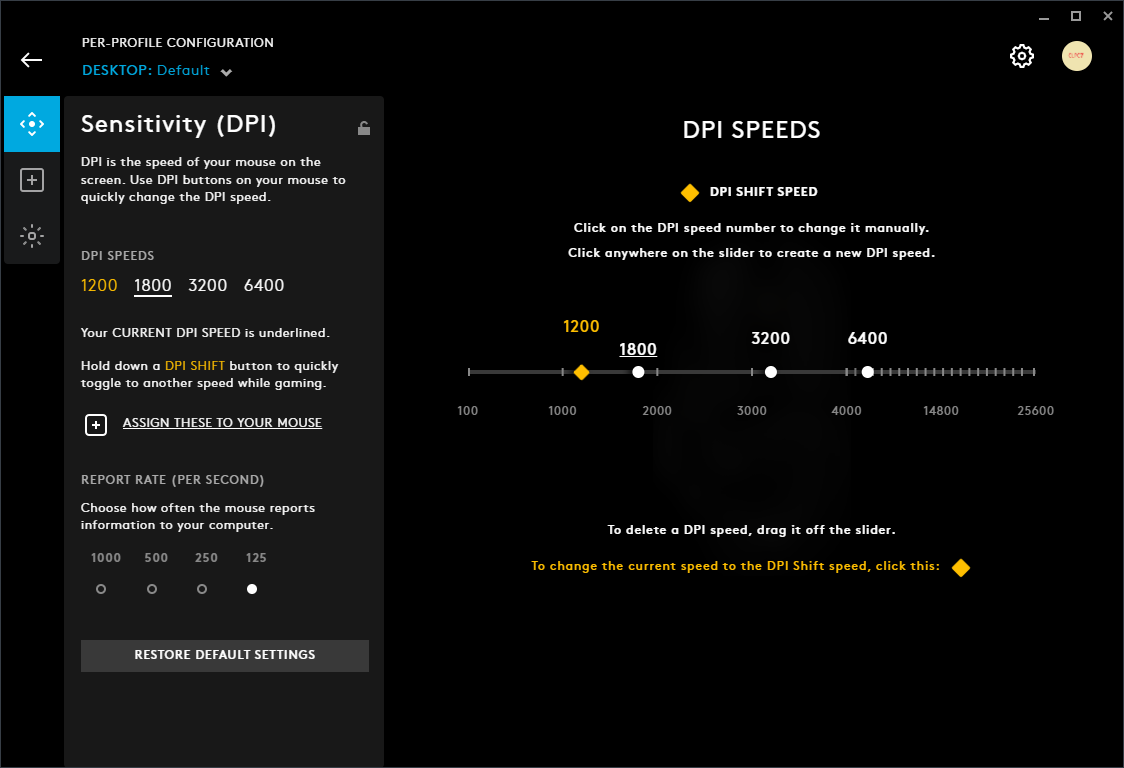 PER-PROFILE CONFIGURATION
DESKTOP: Default
Sensitivity (DPI)
DPI is the speed of your mouse on the
screen. Use DPI buttons on your mouse to
quickly change the DPI speed.
DPI SPEEDS
1200 1800 3200 6400
Your CURRENT DPI SPEED is underlined.
Hold down a DPI SHIFT button to quickly
toggle to another speed while gaming.
ASSIGN THESE TO YOUR MOUSE
REPORT RATE (PER SECOND)
Choose how often the mouse reports
information to your computer.
1000 500 250 125
RESTORE DEFAULT SETTINGS
DPI SPEEDS
DPI SHIFT SPEED
Click on the DPI speed number to change it manually.
Click anywhere on the slider to create a new DPI speed.
1200 1800 3200 6400
100 1000 2000 3000 4000 14800 25600
To delete a DPI speed, drag it off the slider.
To change the current speed to the DPI Shift speed, click this: